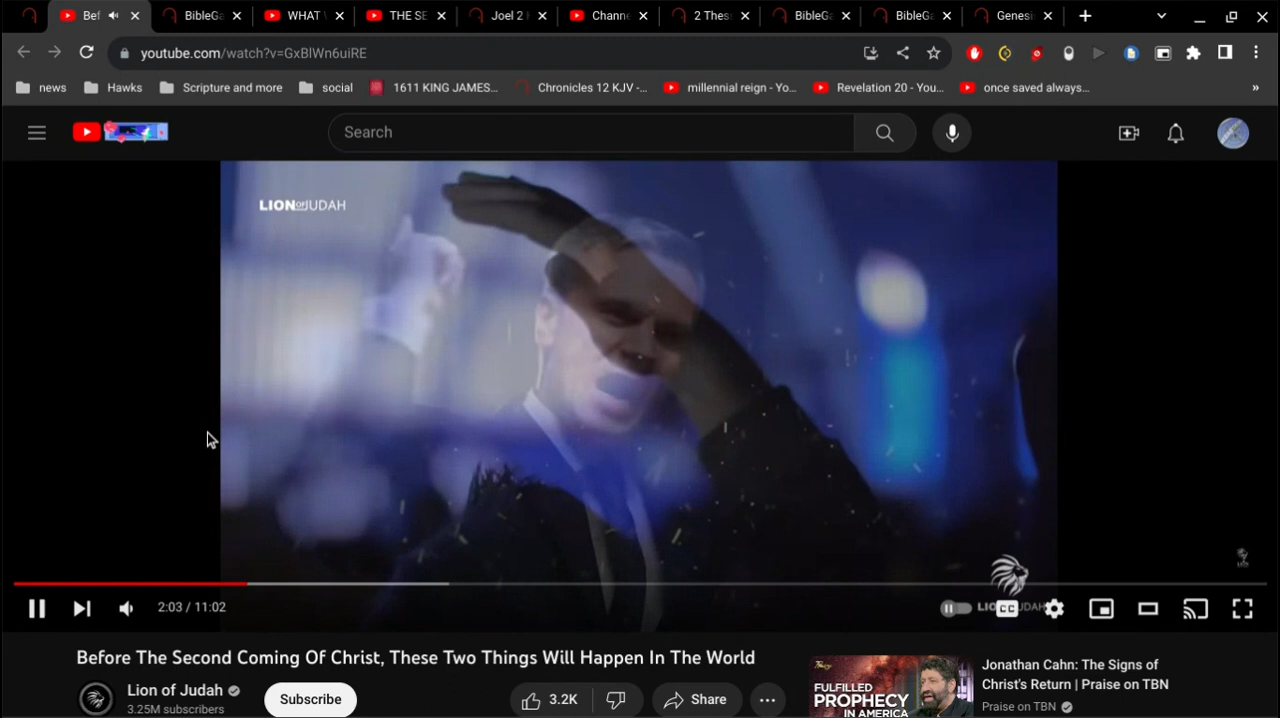 Bef
BibleGa
WHAT
THE SE
Joel 2
Chann
2 Thes
BibleGa
BibleGa
Genesi
youtube.com/watch?v=GxBlWn6uiRE
news
Hawks
Scripture and more
social
1611 KING JAMES...
Chronicles 12 KJV -...
millennial reign - Yo...
Revelation 20 - You...
once saved always...
»
Search
LION OF JUDAH
2:03 / 11:02
CC
Before The Second Coming Of Christ, These Two Things Will Happen In The World
Lion of Judah
3.25M subscribers
Subscribe
3.2K
Share
FULFILLED
PROPHECY
IN AMERICA
Jonathan Cahn: The Signs of
Christ's Return | Praise on TBN
Praise on TBN